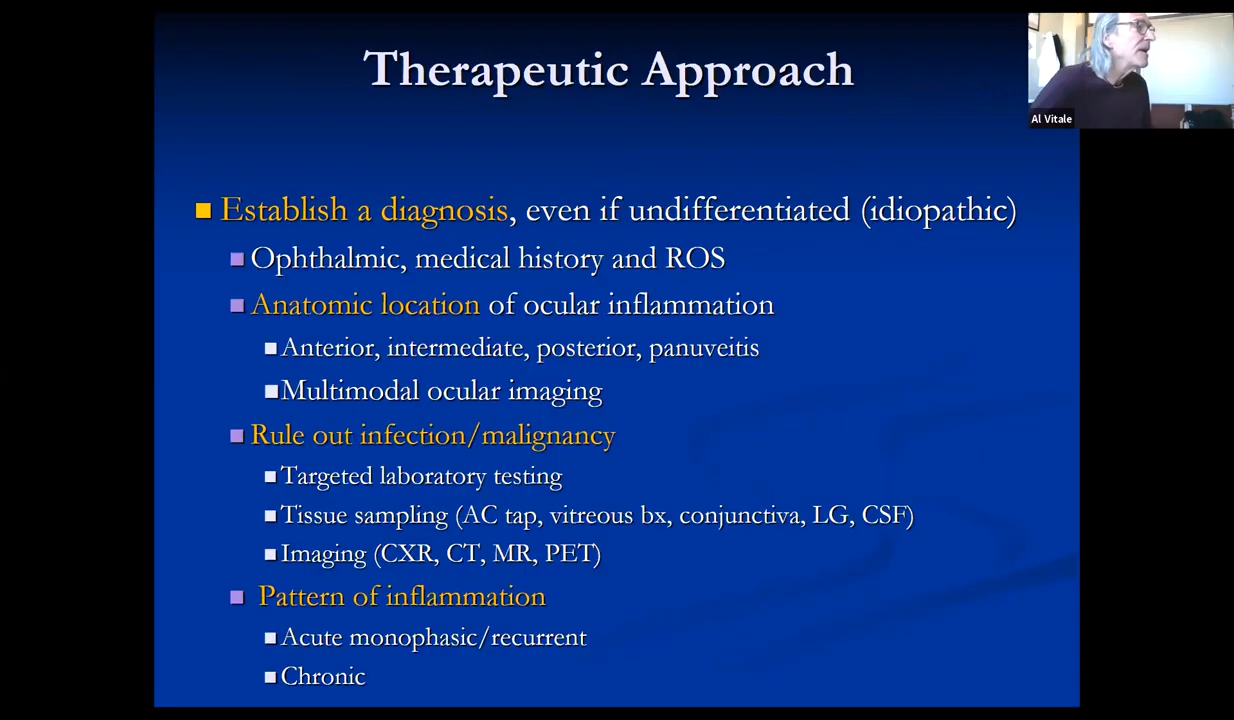 Therapeutic Approach
Al Vitale
Establish a diagnosis, even if undifferentiated (idiopathic)
Ophthalmic, medical history and ROS
Anatomic location of ocular inflammation
Anterior, intermediate, posterior, panuveitis
Multimodal ocular imaging
Rule out infection/malignancy
Targeted laboratory testing
Tissue sampling (AC tap, vitreous bx, conjunctiva, LG, CSF)
Imaging (CXR, CT, MR, PET)
Pattern of inflammation
Acute monophasic/recurrent
Chronic